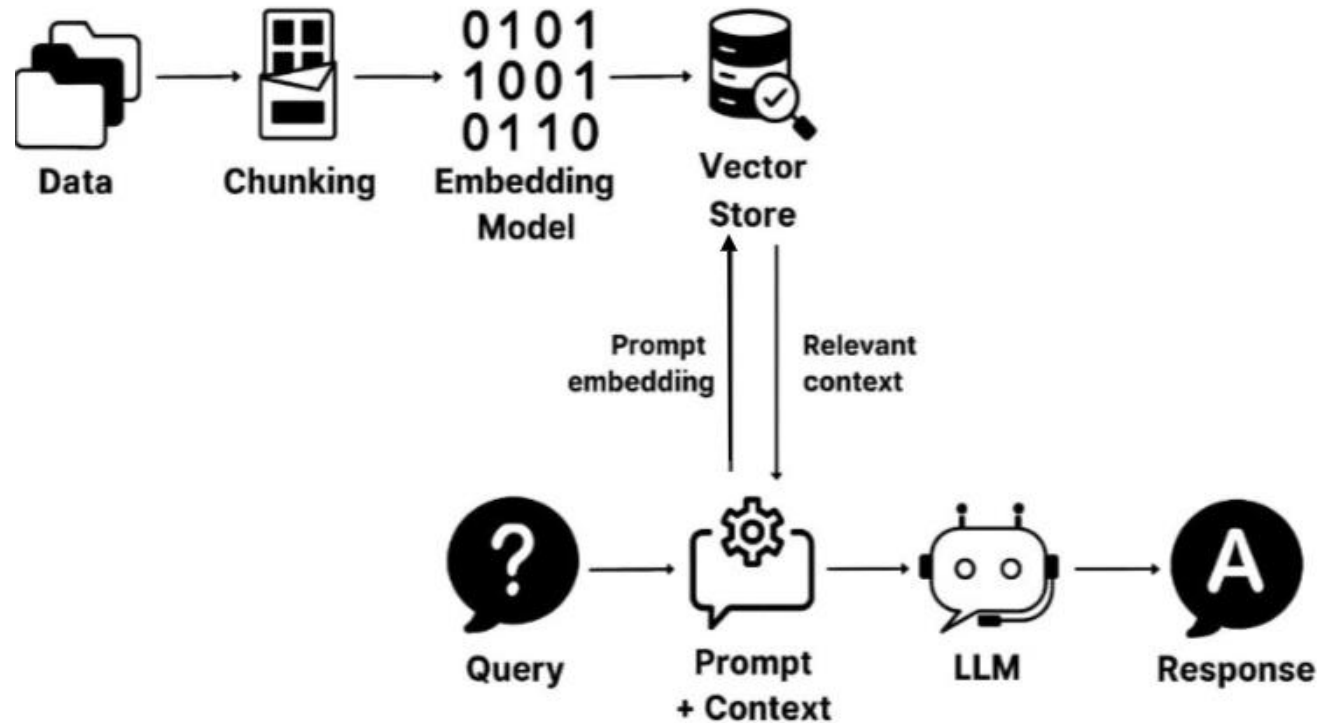 0101
1001
0110
Data
Chunking
Embedding
Model
Vector
Store
Prompt
embedding
Relevant
context
?
A
Query
Prompt
+ Context
LLM
Response